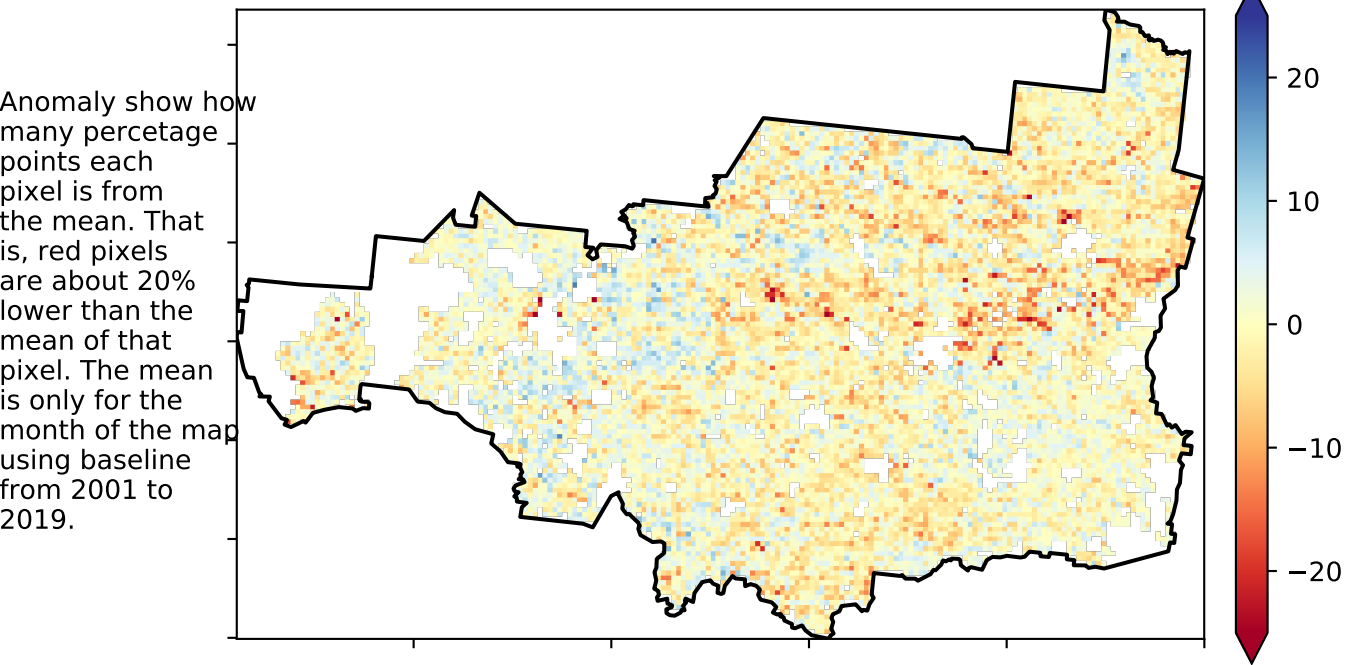 Anomaly show how
many percetage
points each
pixel is from
the mean. That
is, red pixels
are about 20%
lower than the
mean of that
pixel. The mean
is only for the
month of the map
using baseline
from 2001 to
2019.
20
10
0
−10
−20